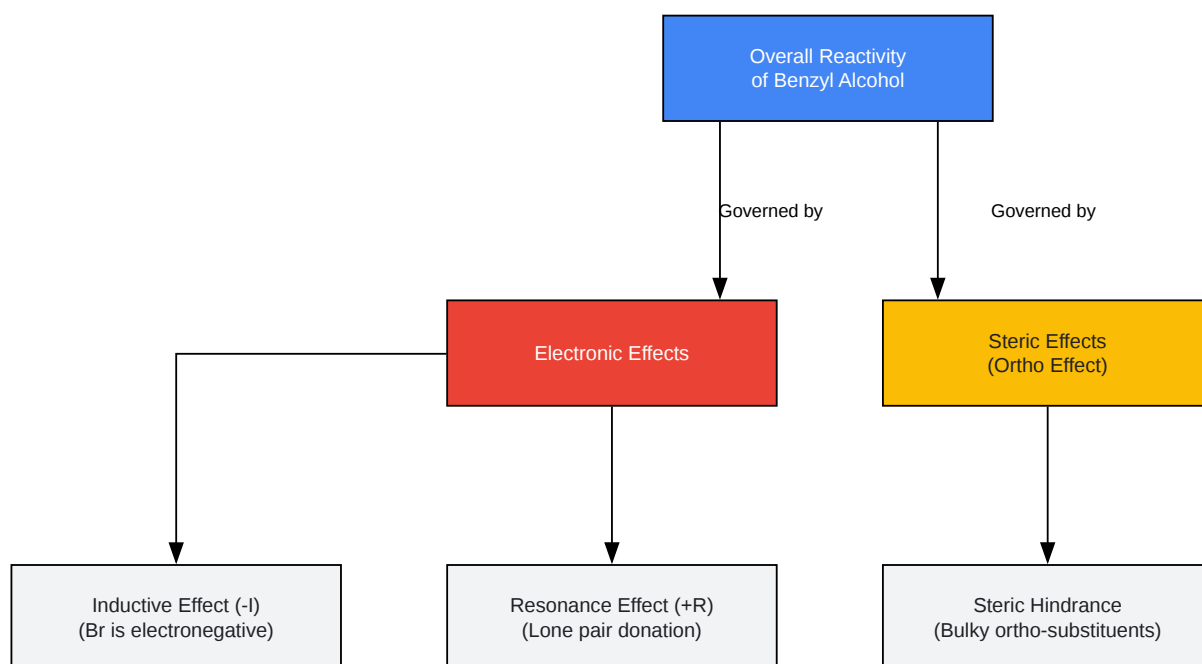 Overall Reactivity
of Benzyl Alcohol
Governed by
Governed by
Electronic Effects
Steric Effects
(Ortho Effect)
Inductive Effect (-I)
(Br is electronegative)
Resonance Effect (+R)
(Lone pair donation)
Steric Hindrance
(Bulky ortho-substituents)